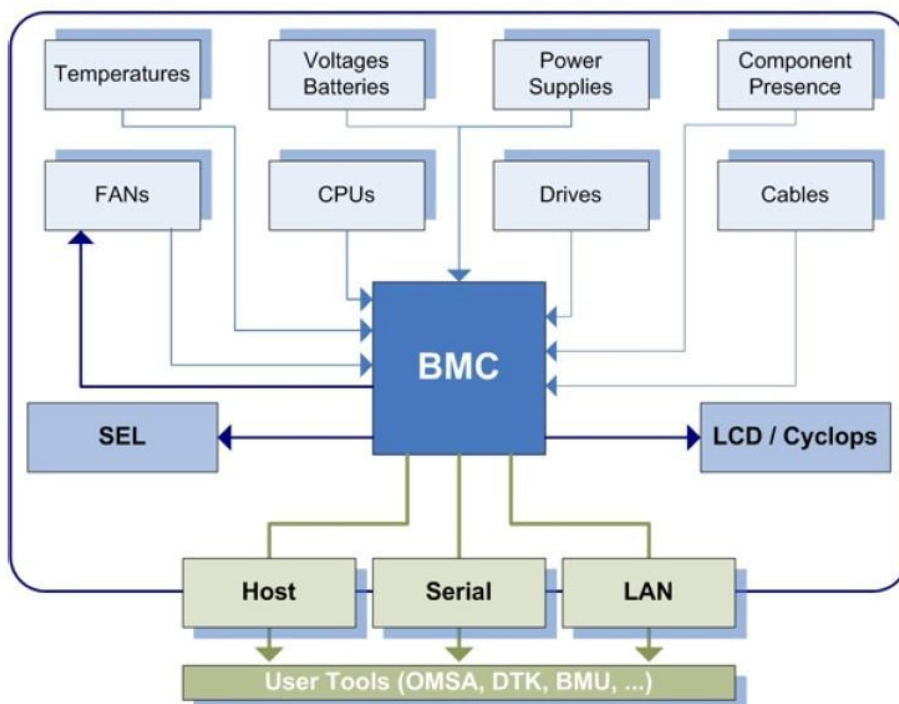 Temperatures
Voltages
Batteries
Power
Supplies
Component
Presence
FANs
CPUs
Drives
Cables
BMC
SEL
LCD / Cyclops
Host
Serial
LAN
User Tools (OMSA, DTK, BMU, ...)